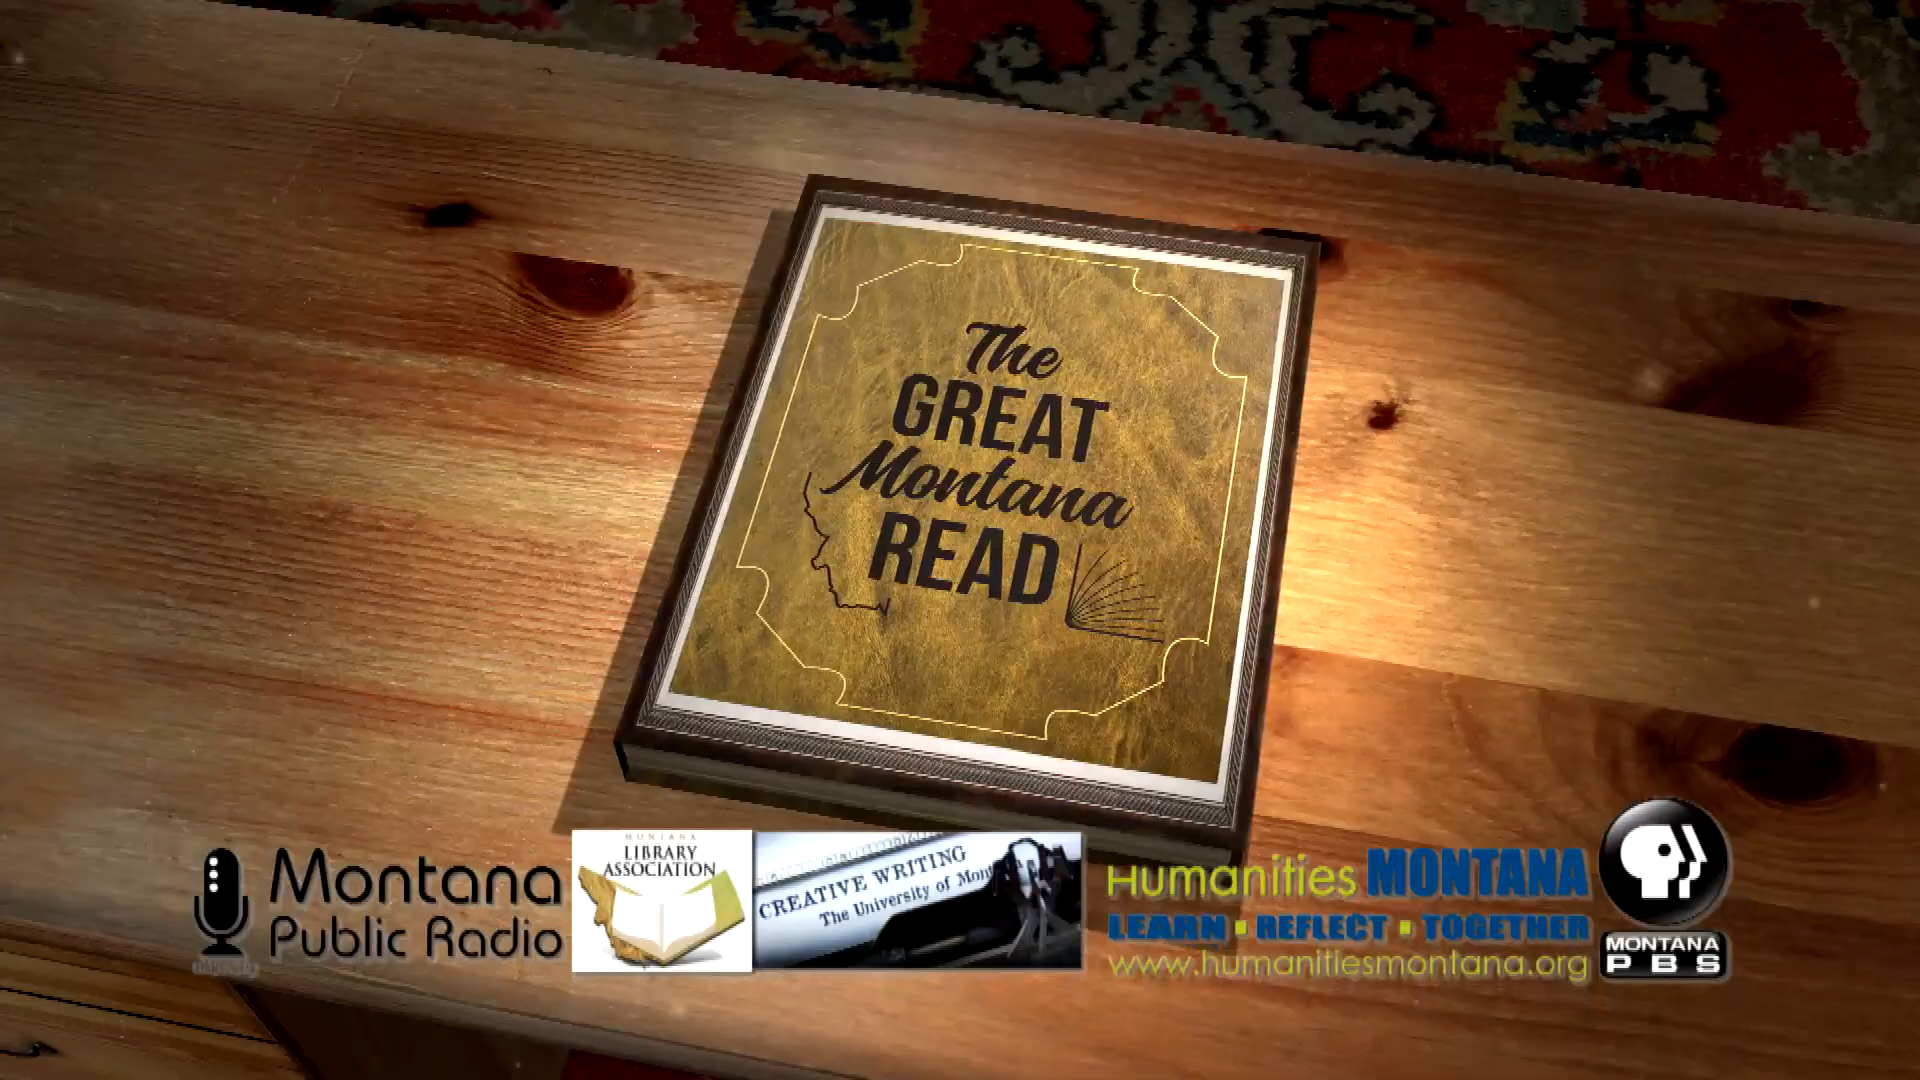 The
GREAT
Montana
READ
Montana
Public Radio
MONTANA
LIBRARY
ASSOCIATION
CREATIVE WRITING
The University of Mont
Humanities MONTANA
LEARN ▪ REFLECT ▪ TOGETHER
www.humanitiesmontana.org
MONTANA
PBS